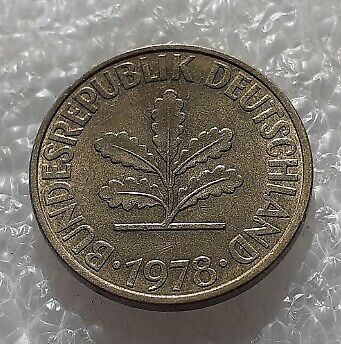 BUNDESREPUBLIK DEUTSCHLAND
· 1978 ·